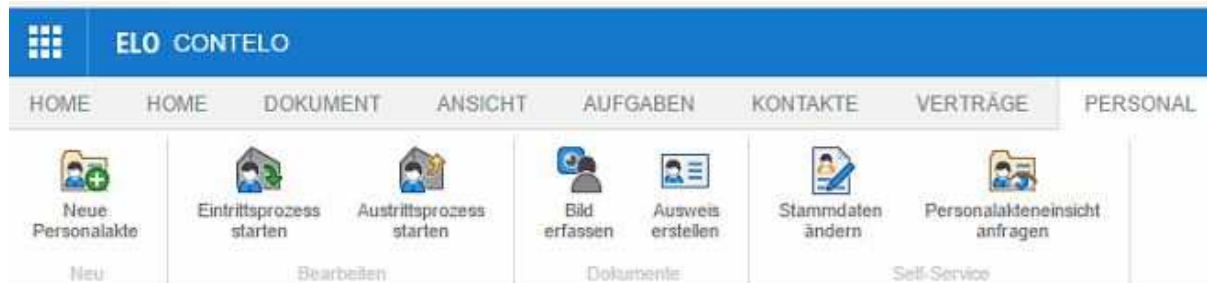 ELO CONTELO
HOME HOME DOKUMENT ANSICHT AUFGABEN KONTAKTE VERTRÄGE PERSONAL
Neue Eintrittsprozess Austrittsprozess Bild Ausweis Stammdaten Personalakteneinsicht
Personalakte starten starten erfassen erstellen ändern anfragen
Neu Bearbeiten Dokumente Self-Service